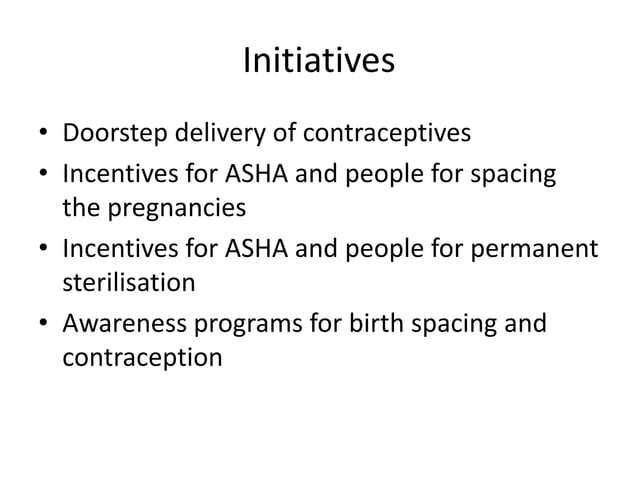 Initiatives
• Doorstep delivery of contraceptives
• Incentives for ASHA and people for spacing
the pregnancies
• Incentives for ASHA and people for permanent
sterilisation
• Awareness programs for birth spacing and
contraception